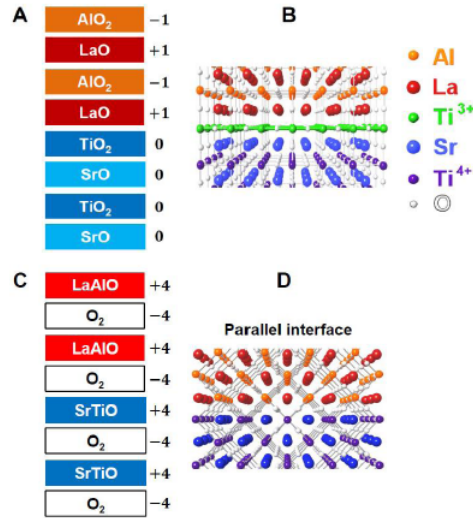 A
AlO₂ −1
LaO +1
AlO₂ −1
LaO +1
TiO₂ 0
SrO 0
TiO₂ 0
SrO 0
B
Al
La
Ti³⁺
Sr
Ti⁴⁺
O
C
LaAlO +4
O₂ −4
LaAlO +4
O₂ −4
SrTiO +4
O₂ −4
SrTiO +4
O₂ −4
D
Parallel interface